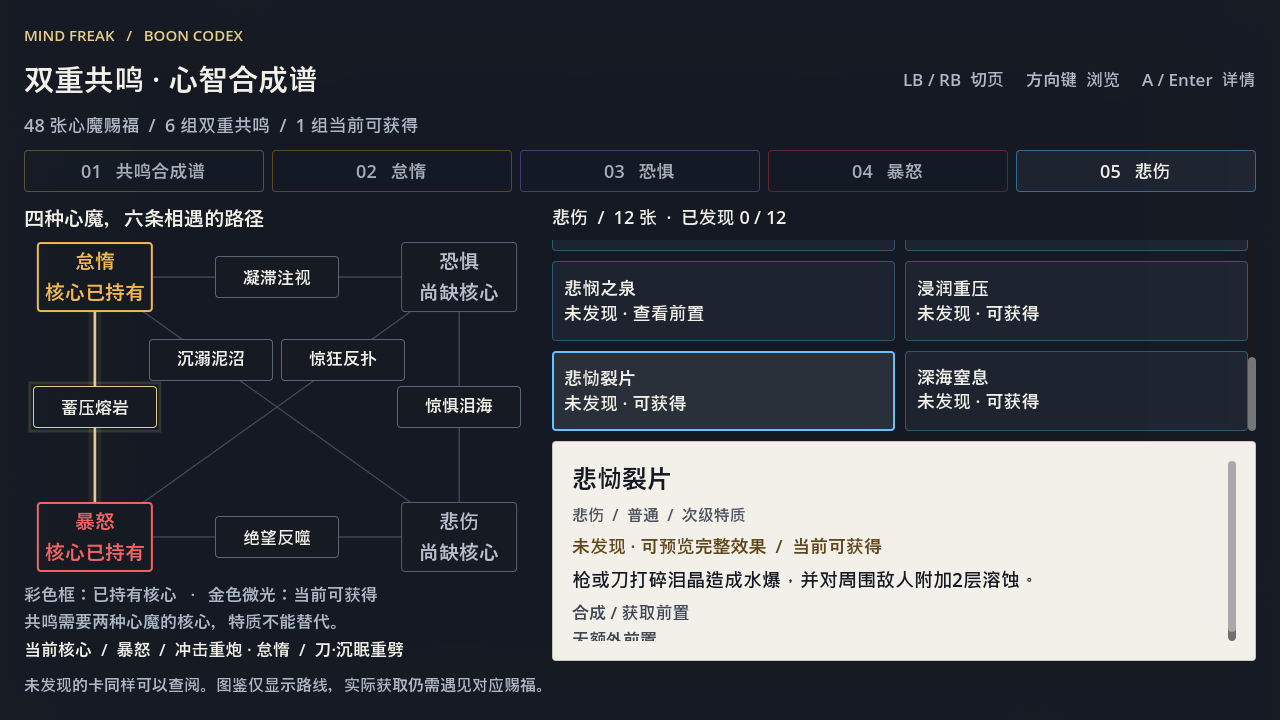 MIND FREAK / BOON CODEX
双重共鸣 · 心智合成谱
LB / RB 切页 方向键 浏览 A / Enter 详情
48 张心魔赐福 / 6 组双重共鸣 / 1 组当前可获得
01 共鸣合成谱
02 怠惰
03 恐惧
04 暴怒
05 悲伤
四种心魔，六条相遇的路径
怠惰
核心已持有
凝滞注视
恐惧
尚缺核心
沉溺泥沼
惊狂反扑
蓄压熔岩
惊惧泪海
暴怒
核心已持有
绝望反噬
悲伤
尚缺核心
彩色框：已持有核心 · 金色微光：当前可获得
共鸣需要两种心魔的核心，特质不能替代。
当前核心 / 暴怒 / 冲击重炮 · 怠惰 / 刀·沉眠重劈
未发现的卡同样可以查阅。图鉴仅显示路线，实际获取仍需遇见对应赐福。
悲伤 / 12 张 · 已发现 0 / 12
悲悯之泉
未发现 · 查看前置
浸润重压
未发现 · 可获得
悲恸裂片
未发现 · 可获得
深海窒息
未发现 · 可获得
悲恸裂片
悲伤 / 普通 / 次级特质
未发现 · 可预览完整效果 / 当前可获得
枪或刀打碎泪晶造成水爆，并对周围敌人附加2层溶蚀。
合成 / 获取前置
无额外前置